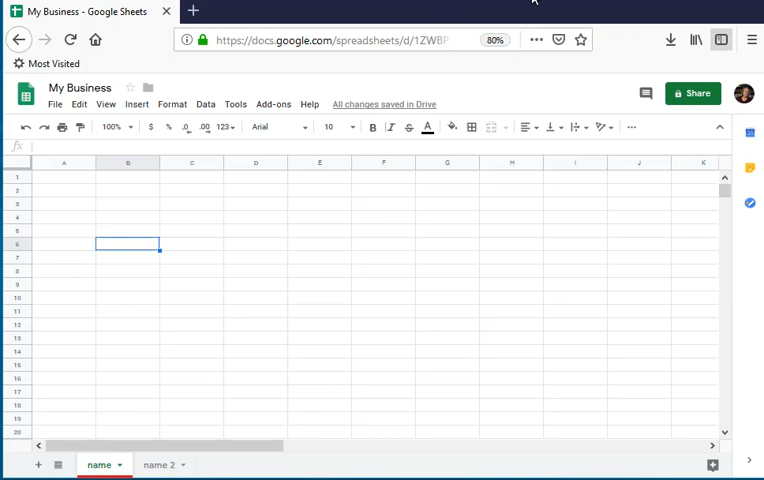 My Business - Google Sheets
https://docs.google.com/spreadsheets/d/1ZWBP
80%
Most Visited
My Business
File Edit View Insert Format Data Tools Add-ons Help All changes saved in Drive
Share
100% $ % .0 .00 123 Arial 10 B I S A
fx
A B C D E F G H I J K
1
2
3
4
5
6
7
8
9
10
11
12
13
14
15
16
17
18
19
20
name name 2